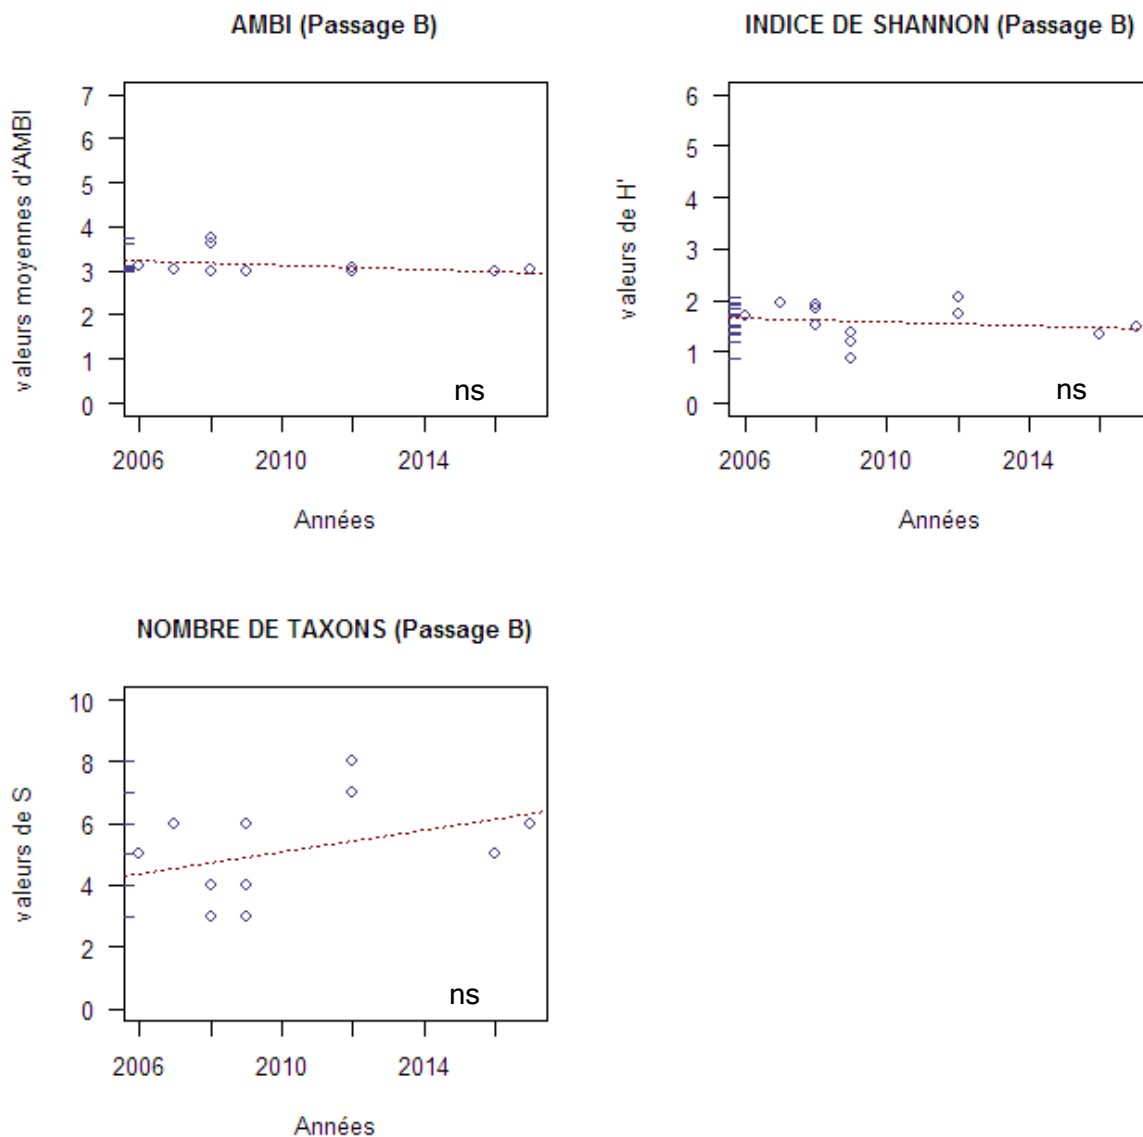 AMBI (Passage B)
valeurs moyennes d'AMBI
7
6
5
4
3
2
1
0
ns
2006 2010 2014
Années
INDICE DE SHANNON (Passage B)
valeurs de H'
6
5
4
3
2
1
0
ns
2006 2010 2014
Années
NOMBRE DE TAXONS (Passage B)
valeurs de S
10
8
6
4
2
0
ns
2006 2010 2014
Années